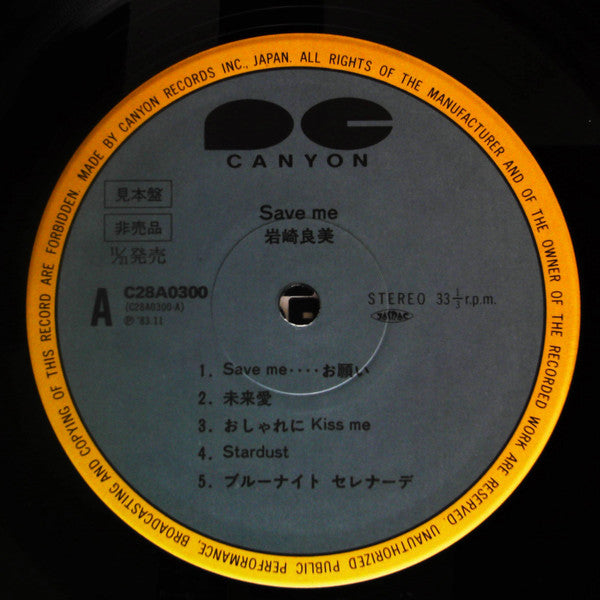 MADE BY CANYON RECORDS INC., JAPAN. ALL RIGHTS OF THE MANUFACTURER AND OF THE OWNER OF THE RECORDED WORK ARE RESERVED. UNAUTHORIZED PUBLIC PERFORMANCE, BROADCASTING AND COPYING OF THIS RECORD ARE FORBIDDEN.
CANYON
見本盤
非売品
発売
Save me
岩崎良美
A
C28A0300
(C28A0300-A)
Ⓟ '83.11
STEREO 33 1/3 r.p.m.
1. Save me‥‥お願い
2. 未来愛
3. おしゃれに Kiss me
4. Stardust
5. ブルーナイト セレナーデ